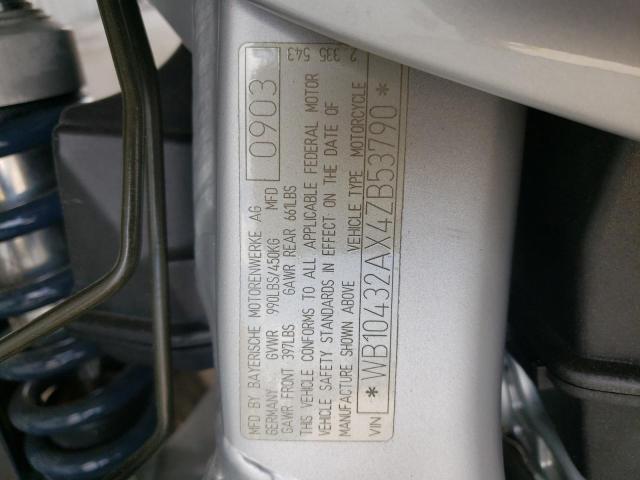 MFD BY BAYERISCHE MOTORENWERKE AG
GERMANY GVWR 990LBS/450KG MFD 0903
GAWR FRONT 397LBS GAWR REAR 661LBS
THIS VEHICLE CONFORMS TO ALL APPLICABLE FEDERAL MOTOR
VEHICLE SAFETY STANDARDS IN EFFECT ON THE DATE OF
MANUFACTURE SHOWN ABOVE VEHICLE TYPE MOTORCYCLE
VIN *WB10432AX4ZB53790*
2 335 543